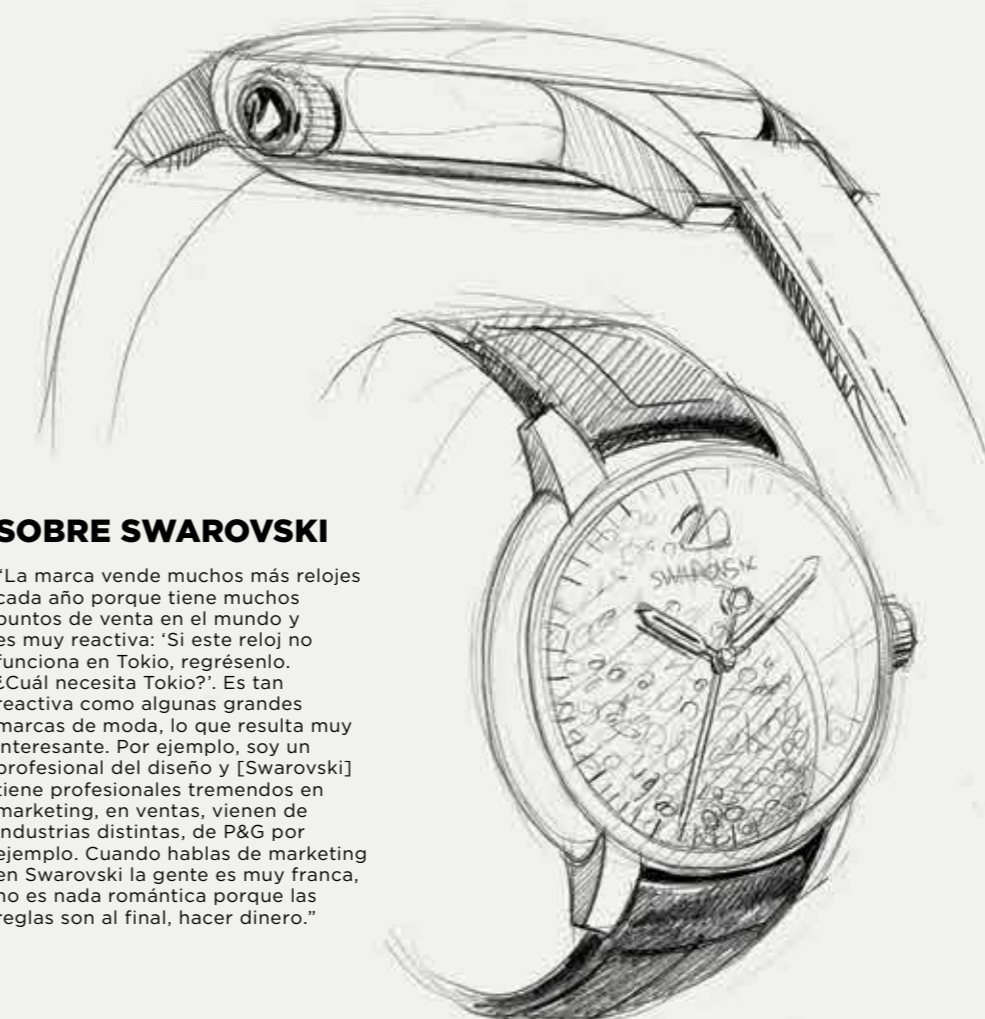 SWAROVSKI
SOBRE SWAROVSKI
“La marca vende muchos más relojes
cada año porque tiene muchos
puntos de venta en el mundo y
es muy reactiva: ‘Si este reloj no
funciona en Tokio, regrésenlo.
¿Cuál necesita Tokio?’. Es tan
reactiva como algunas grandes
marcas de moda, lo que resulta muy
interesante. Por ejemplo, soy un
profesional del diseño y [Swarovski]
tiene profesionales tremendos en
marketing, en ventas, vienen de
industrias distintas, de P&G por
ejemplo. Cuando hablas de marketing
en Swarovski la gente es muy franca,
no es nada romántica porque las
reglas son al final, hacer dinero.”